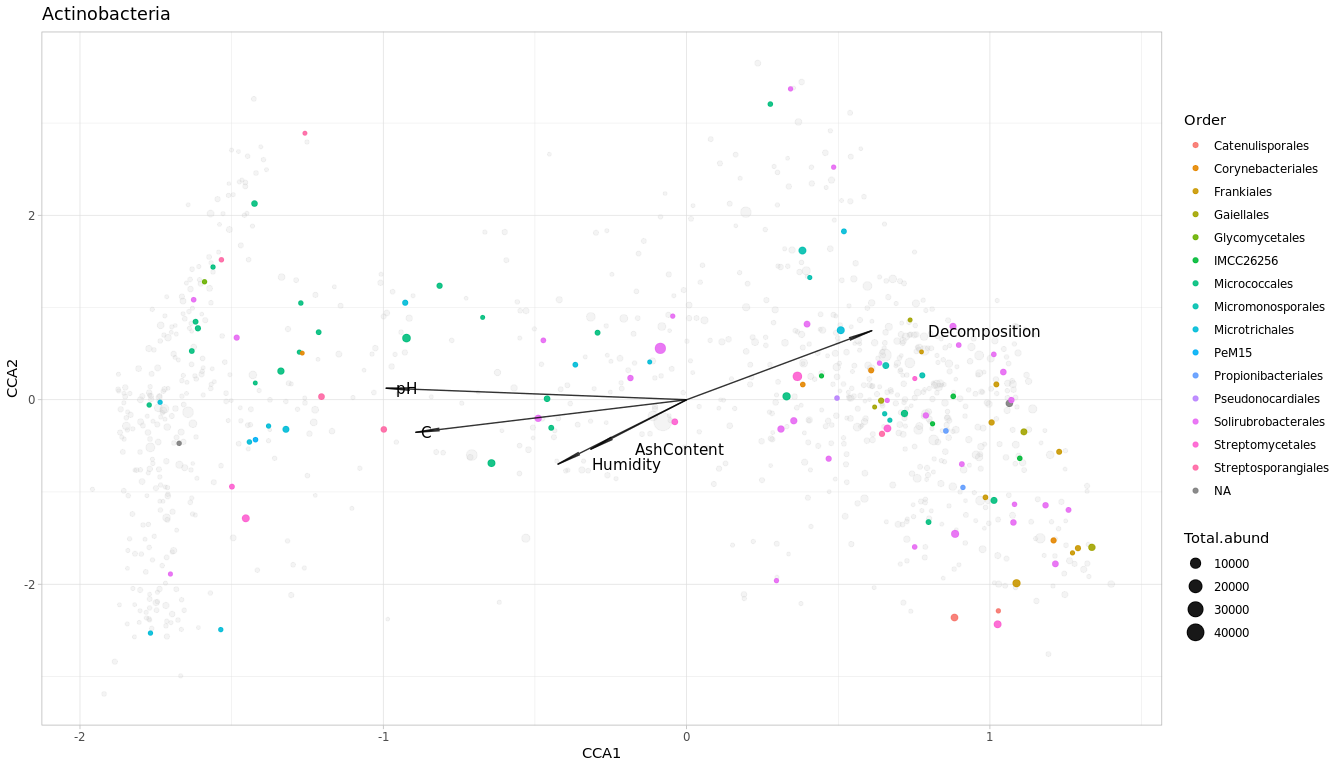 Actinobacteria
CCA2
2
0
-2
-2
-1
0
1
CCA1
Decomposition
pH
C
AshContent
Humidity
Order
Catenulisporales
Corynebacteriales
Frankiales
Gaiellales
Glycomycetales
IMCC26256
Micrococcales
Micromonosporales
Microtrichales
PeM15
Propionibacteriales
Pseudonocardiales
Solirubrobacterales
Streptomycetales
Streptosporangiales
NA
Total.abund
10000
20000
30000
40000